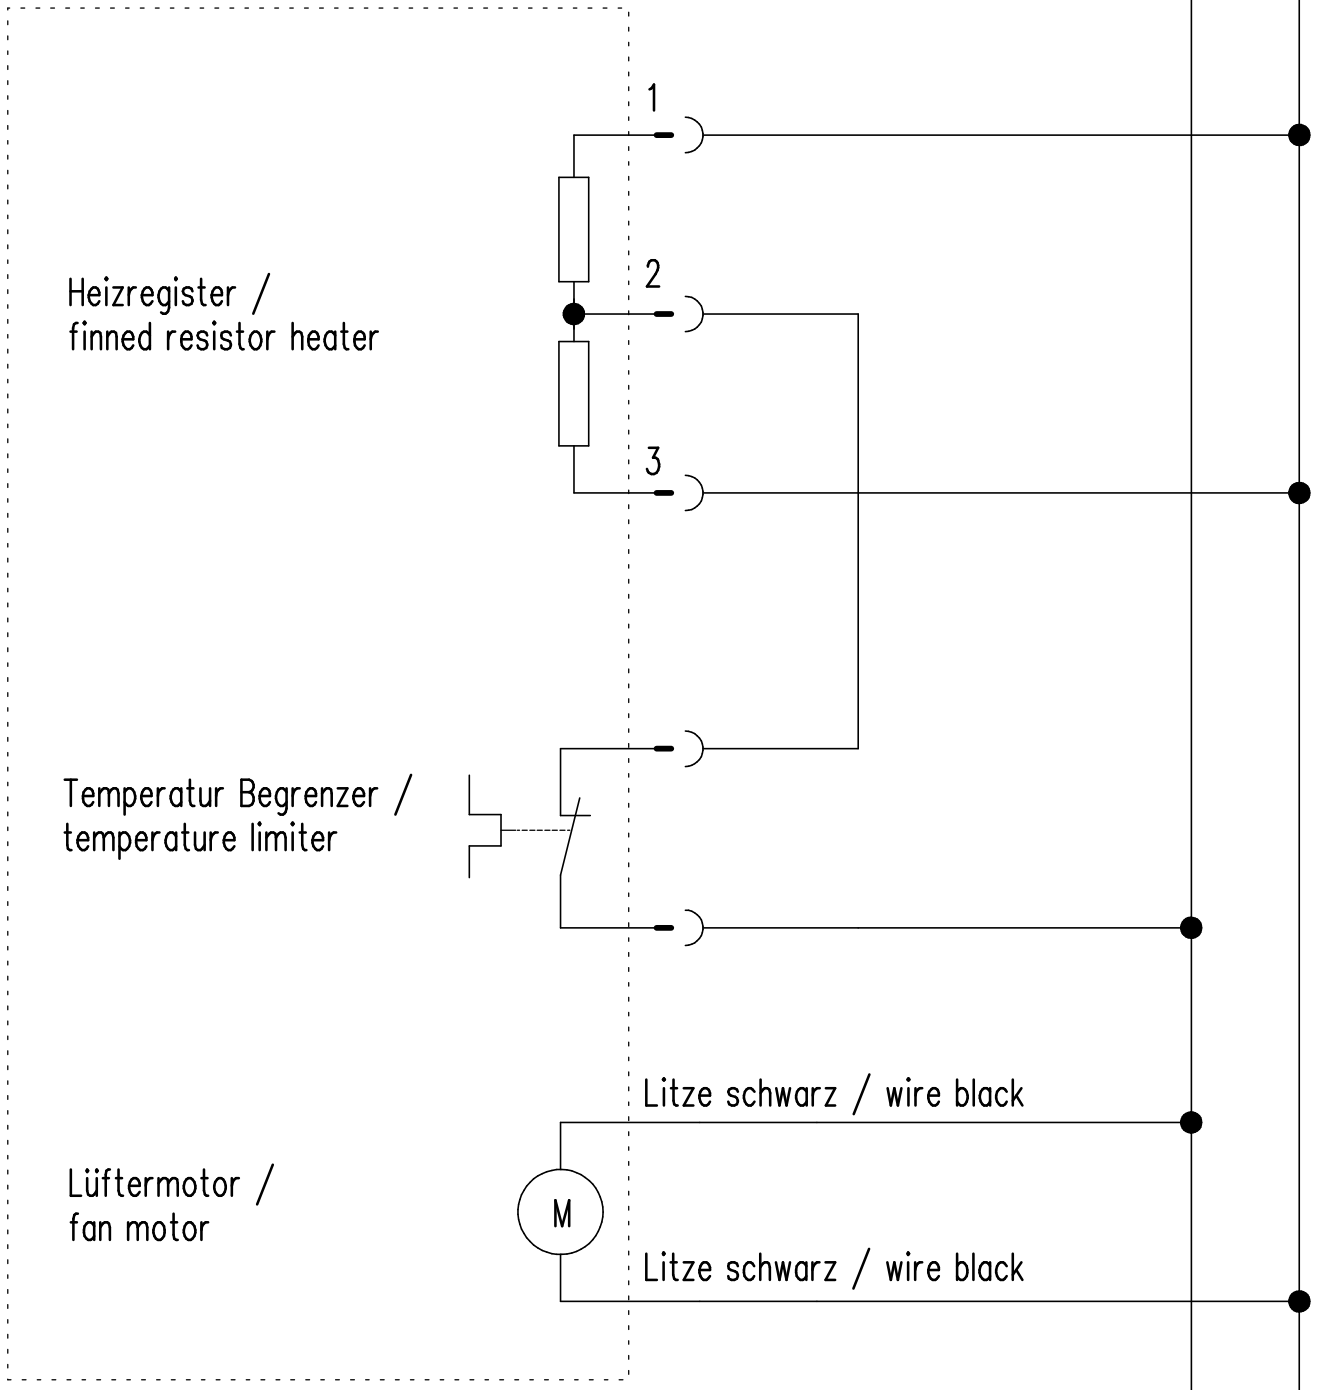 1
2
Heizregister /
finned resistor heater
3
Temperatur Begrenzer /
temperature limiter
Litze schwarz / wire black
Lüftermotor /
fan motor
M
Litze schwarz / wire black